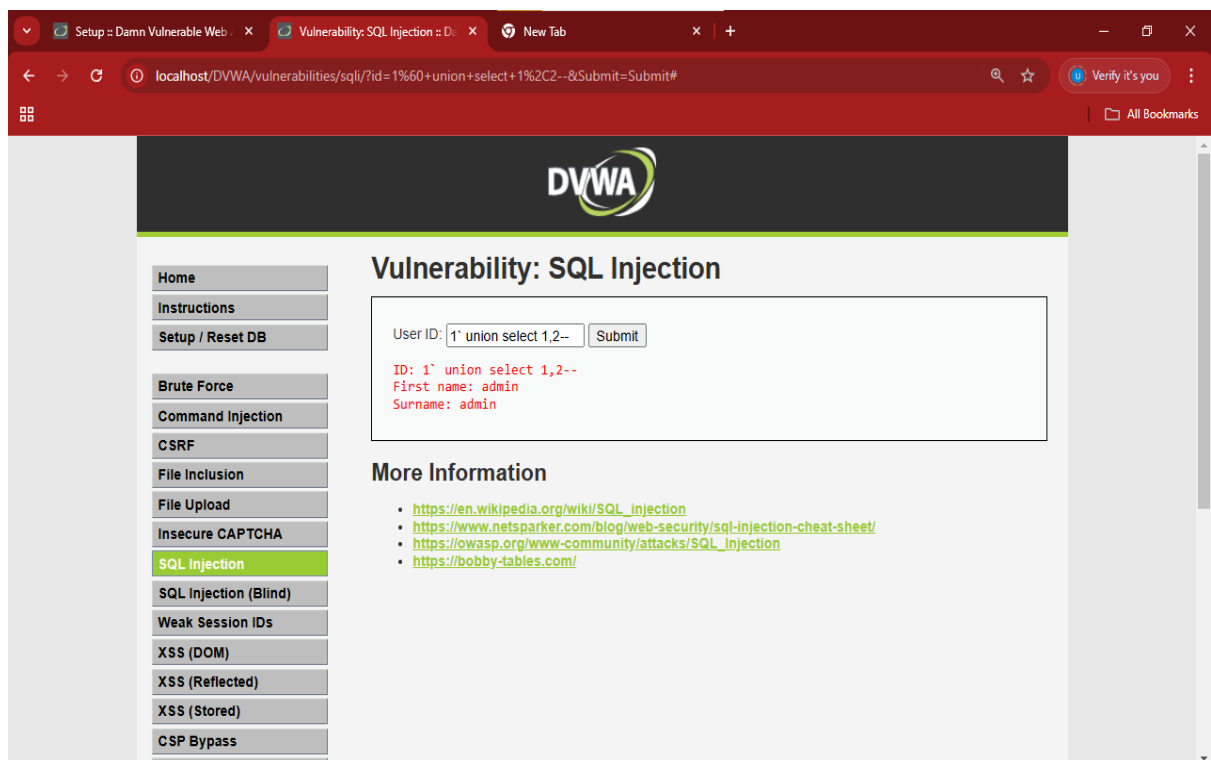 Setup :: Damn Vulnerable Web A
Vulnerability: SQL Injection :: Da
New Tab
localhost/DVWA/vulnerabilities/sqli/?id=1%60+union+select+1%2C2--&Submit=Submit#
U
Verify it's you
All Bookmarks
DVWA
Home
Instructions
Setup / Reset DB
Brute Force
Command Injection
CSRF
File Inclusion
File Upload
Insecure CAPTCHA
SQL Injection
SQL Injection (Blind)
Weak Session IDs
XSS (DOM)
XSS (Reflected)
XSS (Stored)
CSP Bypass
Vulnerability: SQL Injection
User ID: 1` union select 1,2-- Submit
ID: 1` union select 1,2--
First name: admin
Surname: admin
More Information
https://en.wikipedia.org/wiki/SQL_injection
https://www.netsparker.com/blog/web-security/sql-injection-cheat-sheet/
https://owasp.org/www-community/attacks/SQL_Injection
https://bobby-tables.com/